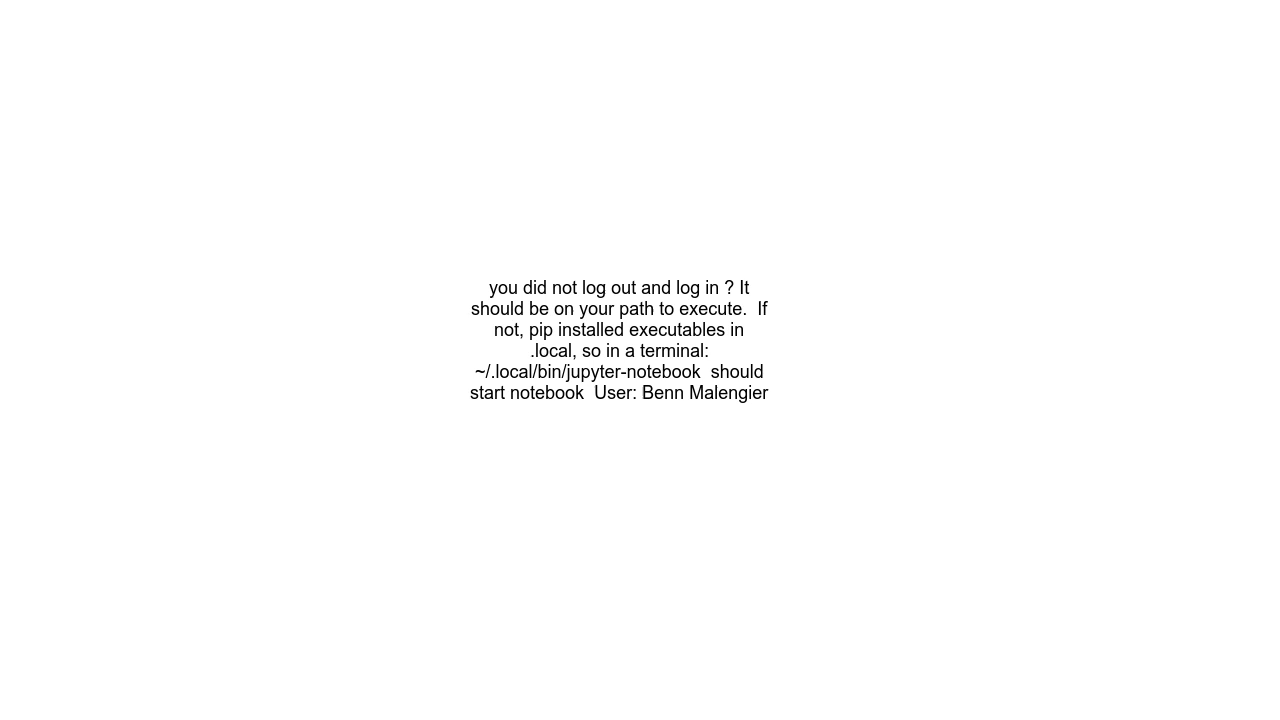 you did not log out and log in ? It
should be on your path to execute.  If
not, pip installed executables in
.local, so in a terminal:
~/.local/bin/jupyter-notebook  should
start notebook  User: Benn Malengier